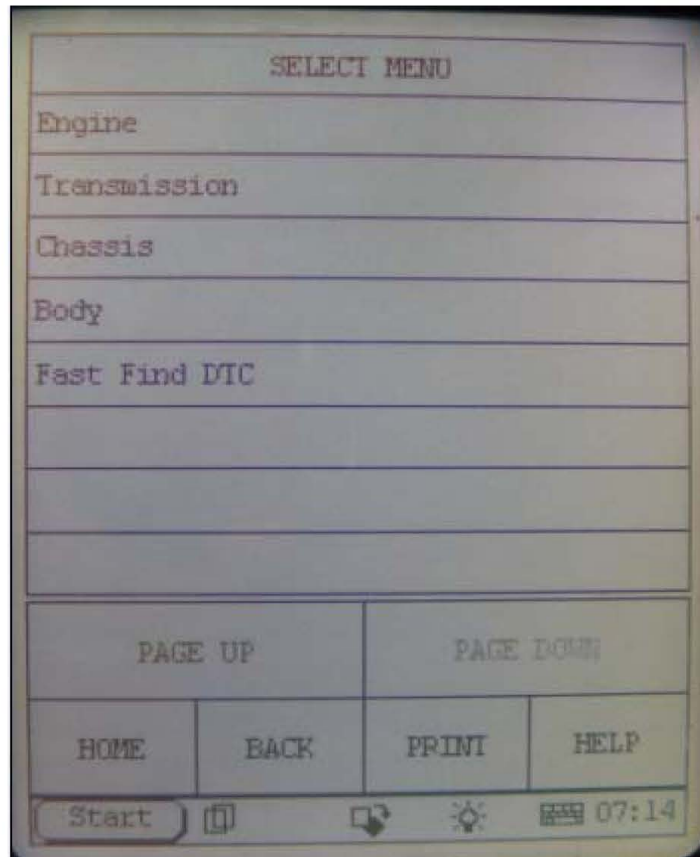 SELECT MENU
Engine
Transmission
Chassis
Body
Fast Find DTC
PAGE UP PAGE DOWN
HOME BACK PRINT HELP
Start 07:14